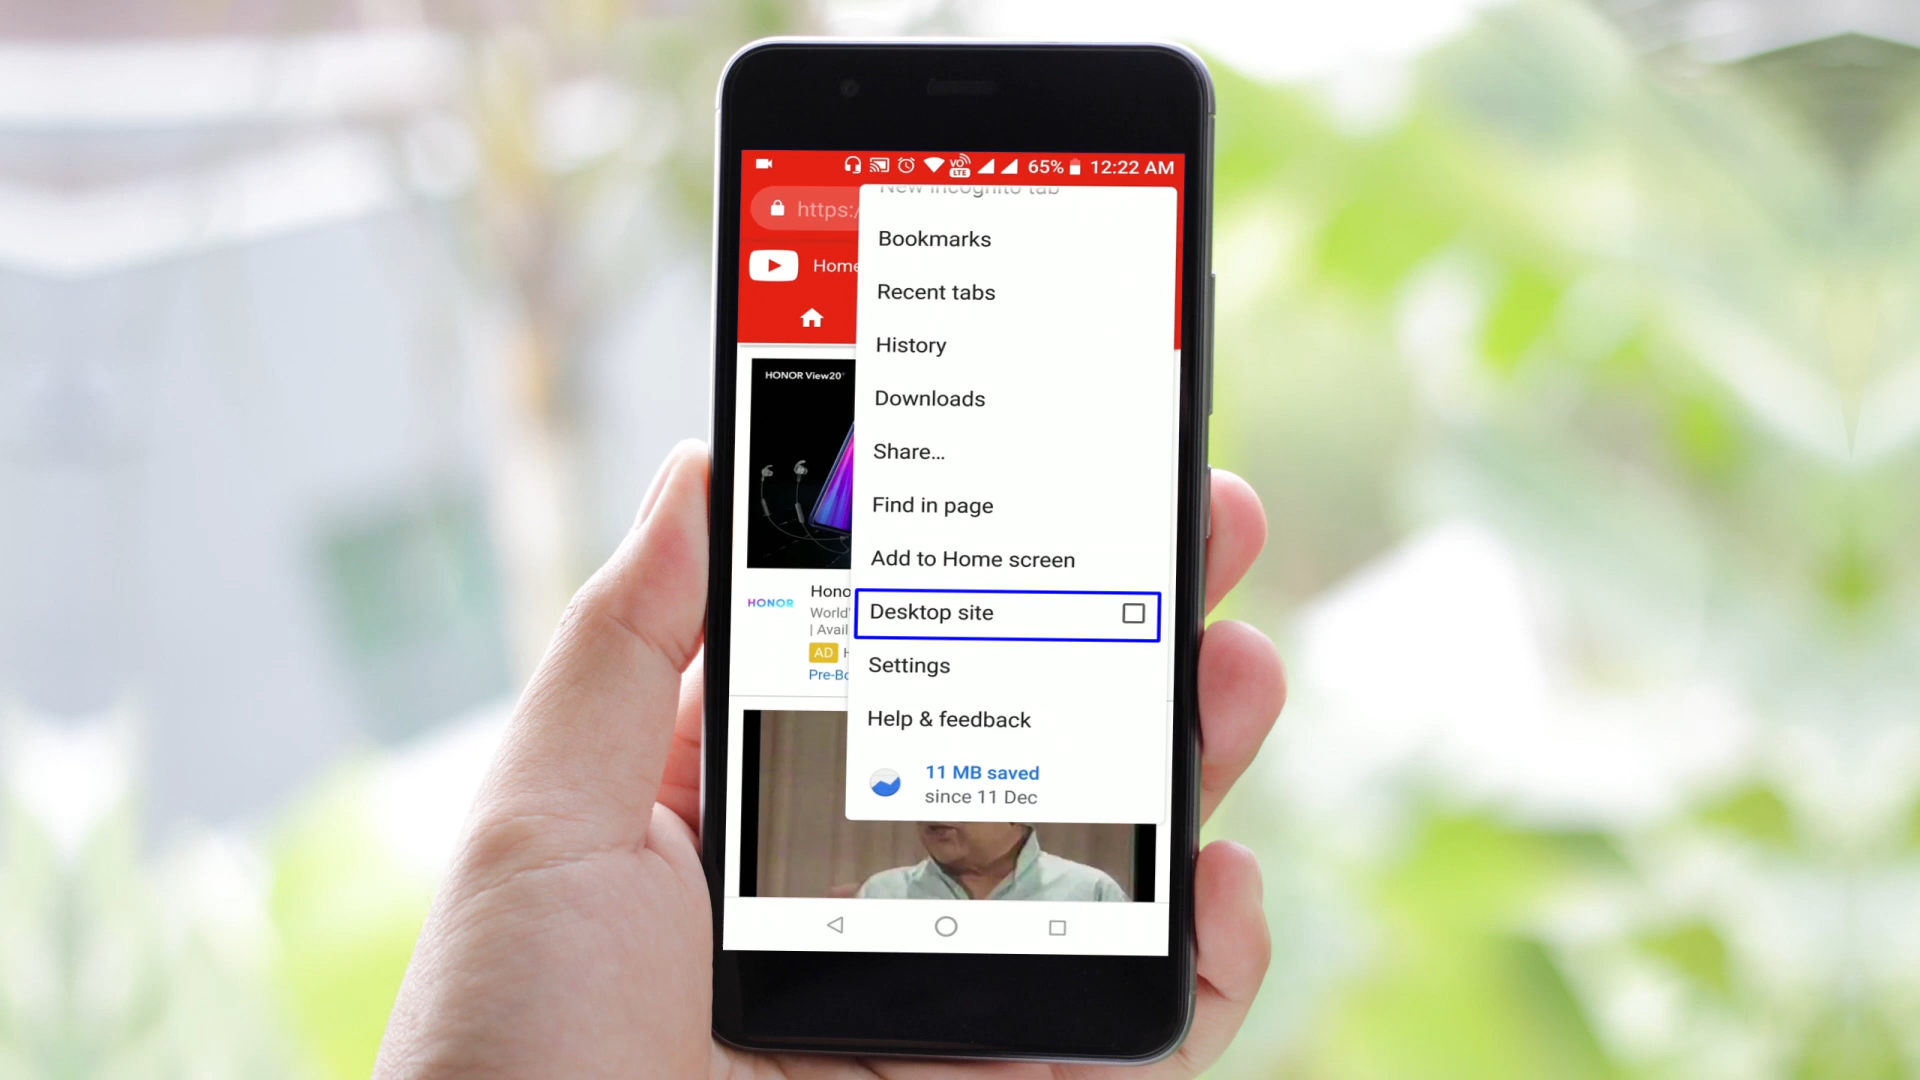 VO LTE 65% 12:22 AM
https:/
New incognito tab
Home
Bookmarks
Recent tabs
History
Downloads
Share...
Find in page
Add to Home screen
Desktop site
Settings
Help & feedback
11 MB saved
since 11 Dec
HONOR View20
HONOR
Hono
World'
| Avail
AD H
Pre-Bo